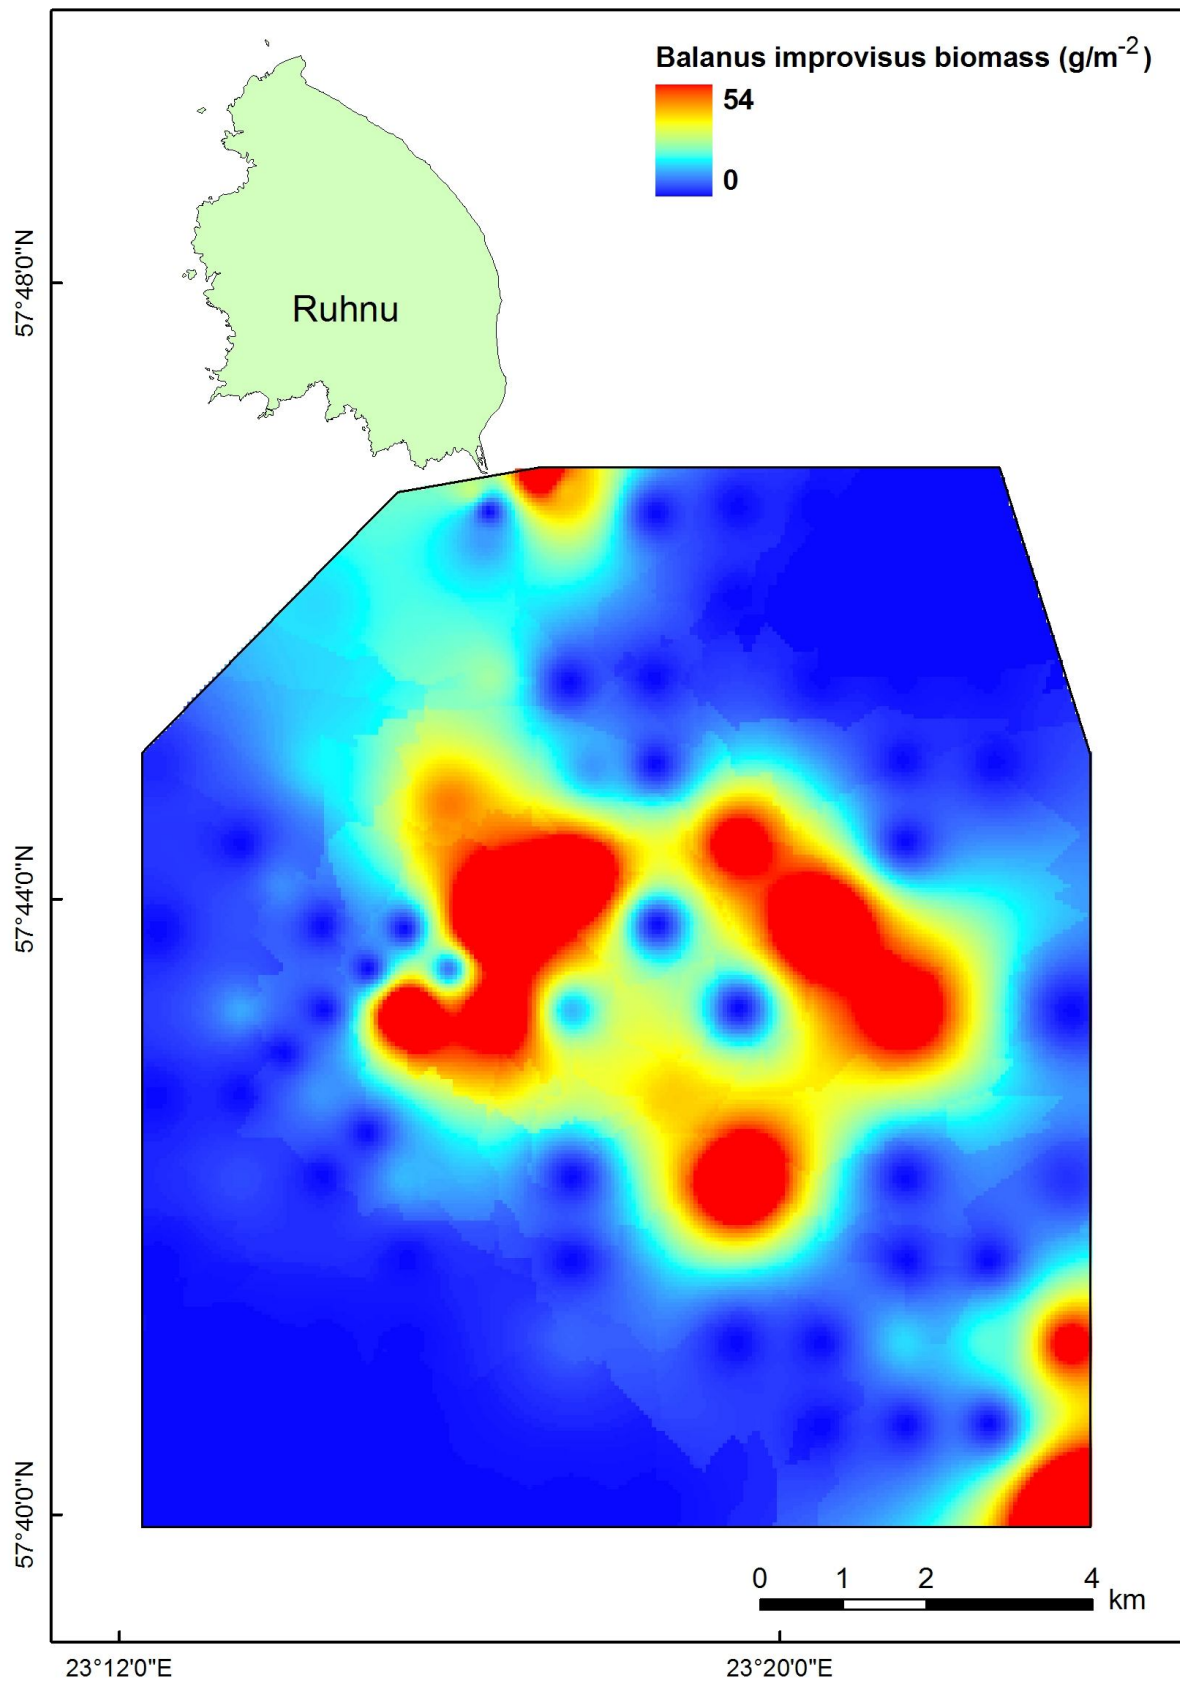 Balanus improvisus biomass (g/m-2)
54
0
Ruhnu
57°48'0"N
57°44'0"N
57°40'0"N
0 1 2 4
km
23°12'0"E 23°20'0"E